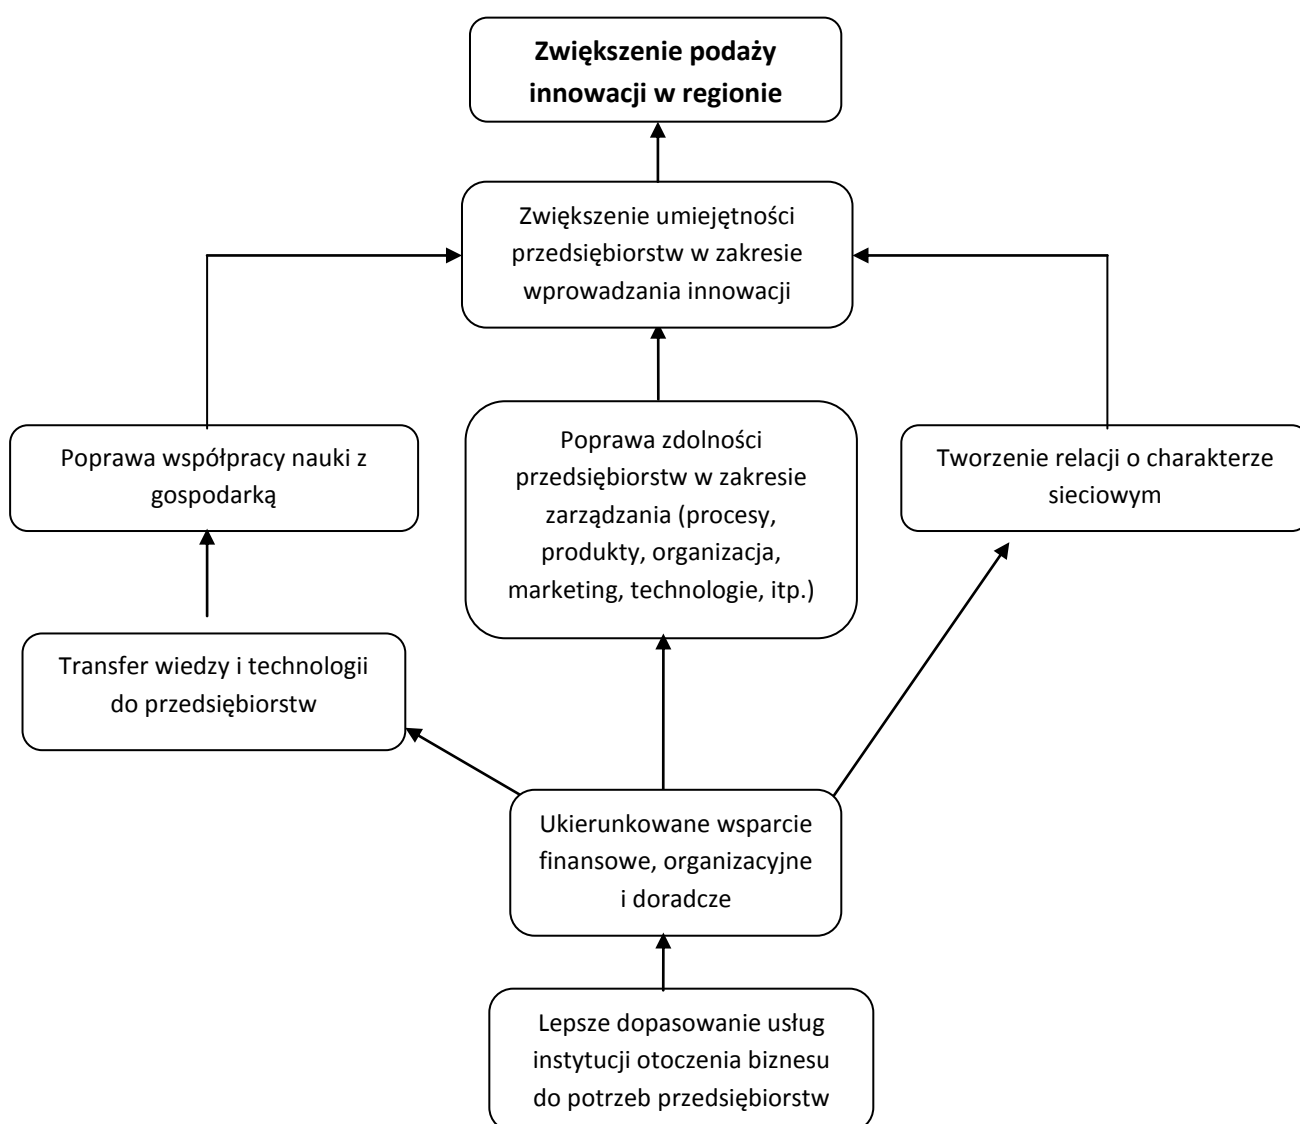 Zwiększenie podaży
innowacji w regionie
Zwiększenie umiejętności
przedsiębiorstw w zakresie
wprowadzania innowacji
Poprawa współpracy nauki z
gospodarką
Poprawa zdolności
przedsiębiorstw w zakresie
zarządzania (procesy,
produkty, organizacja,
marketing, technologie, itp.)
Tworzenie relacji o charakterze
sieciowym
Transfer wiedzy i technologii
do przedsiębiorstw
Ukierunkowane wsparcie
finansowe, organizacyjne
i doradcze
Lepsze dopasowanie usług
instytucji otoczenia biznesu
do potrzeb przedsiębiorstw